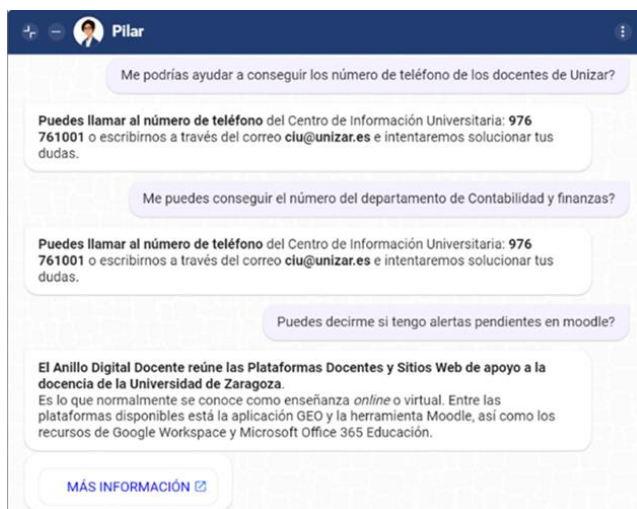 Pilar
Me podrías ayudar a conseguir los número de teléfono de los docentes de Unizar?
Puedes llamar al número de teléfono del Centro de Información Universitaria: 976
761001 o escribirnos a través del correo ciu@unizar.es e intentaremos solucionar tus
dudas.
Me puedes conseguir el número del departamento de Contabilidad y finanzas?
Puedes llamar al número de teléfono del Centro de Información Universitaria: 976
761001 o escribirnos a través del correo ciu@unizar.es e intentaremos solucionar tus
dudas.
Puedes decirme si tengo alertas pendientes en moodle?
El Anillo Digital Docente reúne las Plataformas Docentes y Sitios Web de apoyo a la
docencia de la Universidad de Zaragoza.
Es lo que normalmente se conoce como enseñanza online o virtual. Entre las
plataformas disponibles está la aplicación GEO y la herramienta Moodle, así como los
recursos de Google Workspace y Microsoft Office 365 Educación.
MÁS INFORMACIÓN